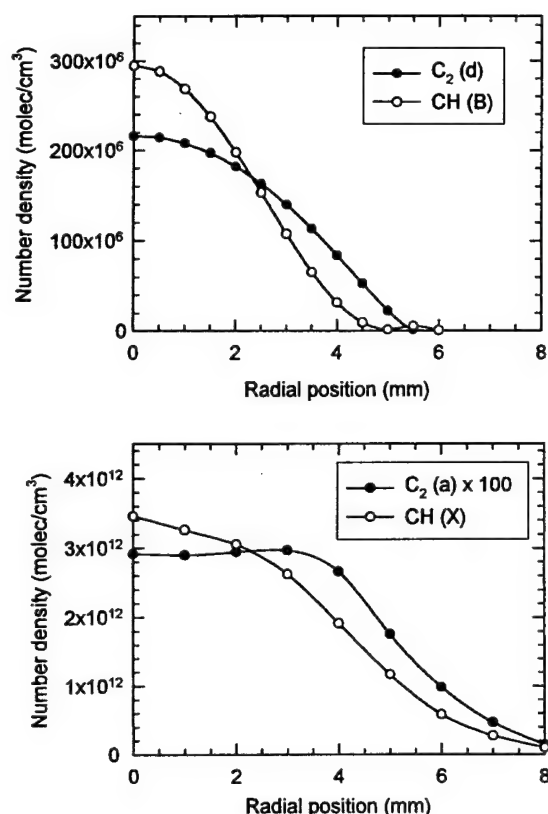 300x10⁶
200x10⁶
100x10⁶
0
Number density (molec/cm³)
C₂ (d)
CH (B)
0 2 4 6 8
Radial position (mm)
4x10¹²
3x10¹²
2x10¹²
1x10¹²
0
Number density (molec/cm³)
C₂ (a) x 100
CH (X)
0 2 4 6 8
Radial position (mm)